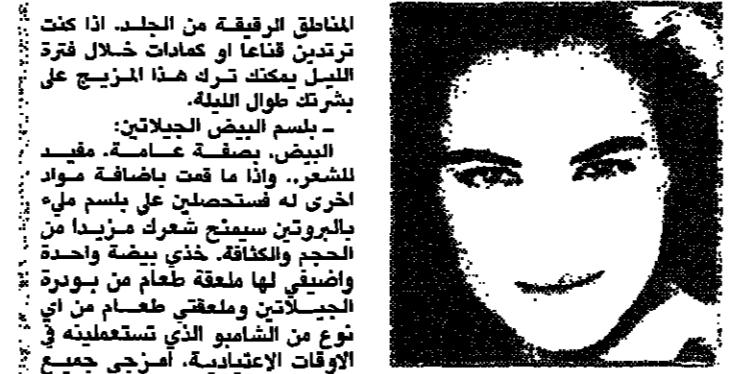 المناطق الرقيقة من الجلد. اذا كنت
ترتدين قناعا او كمادات خلال فترة
الليل يمكنك ترك هذا المزيج على
بشرتك طوال الليلة.
ـ بلسم البيض الجيلاتين:
البيض. بصفة عامة. مفيد
للشعر.. واذا ما قمت باضافة مواد
اخرى له فستحصلين على بلسم مليء
بالبروتين سيمنح شعرك مزيدا من
الحجم والكثافة. خذي بيضة واحدة
واضيفي لها ملعقة طعام من بودرة
الجيلاتين وملعقتي طعام من اي
نوع من الشامبو الذي تستعملينه في
الاوقات الإعتيادية، امزجي جميع